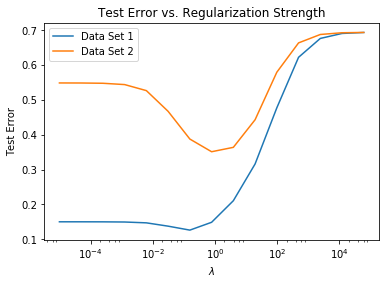 Test Error vs. Regularization Strength
0.7
0.6
0.5
0.4
0.3
0.2
0.1
Test Error
Data Set 1
Data Set 2
10⁻⁴ 10⁻² 10⁰ 10² 10⁴
λ